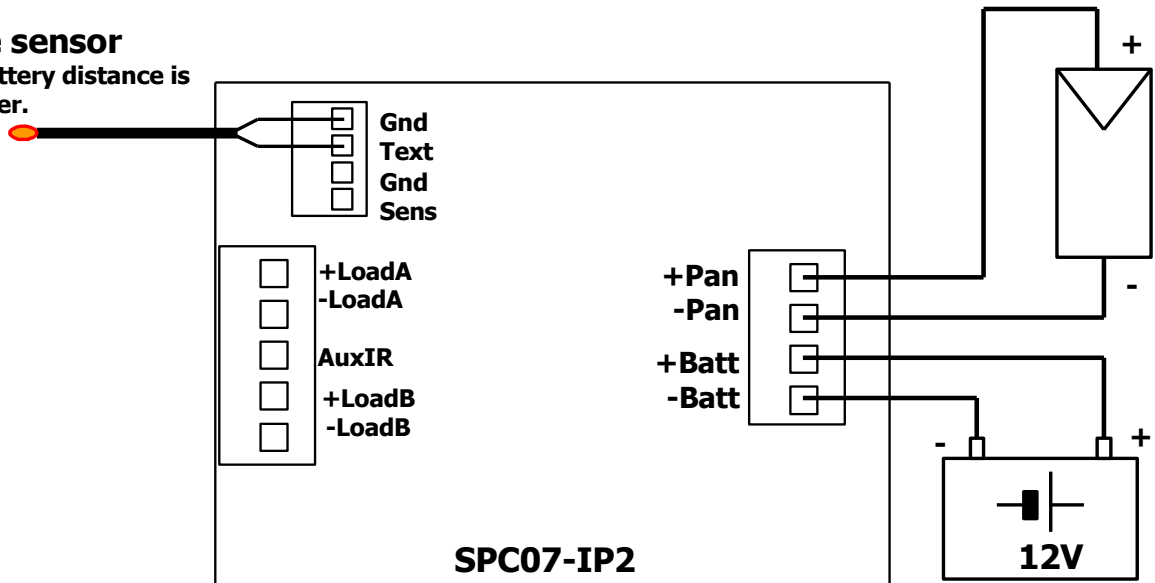 sensor
ttery distance is
er.
Gnd
Text
Gnd
Sens
+LoadA
-LoadA
AuxIR
+LoadB
-LoadB
+Pan
-Pan
+Batt
-Batt
+
-
-
+
12V
SPC07-IP2